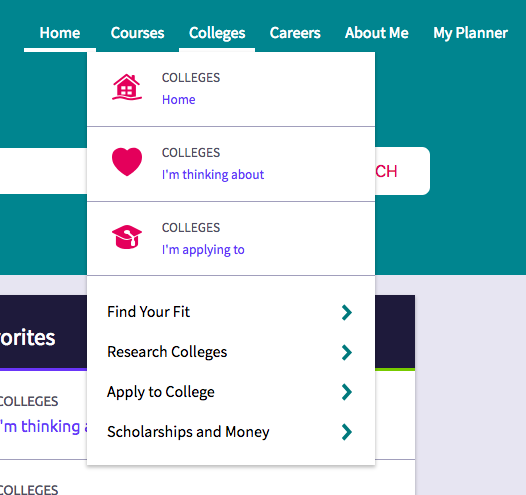 Home Courses Colleges Careers About Me My Planner
COLLEGES
Home
COLLEGES
I'm thinking about
CH
COLLEGES
I'm applying to
Find Your Fit
orites
Research Colleges
Apply to College
COLLEGES
I'm thinking
Scholarships and Money
COLLEGES